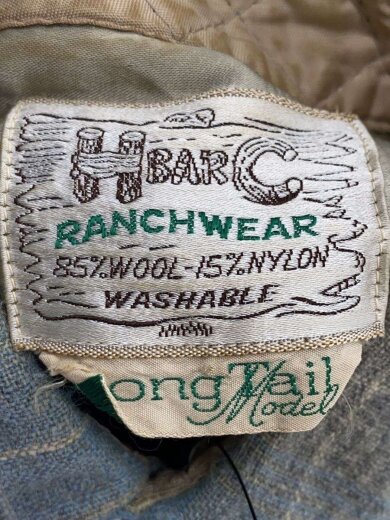 H BAR C
RANCHWEAR
85% WOOL-15% NYLON
WASHABLE
Long Tail
Model